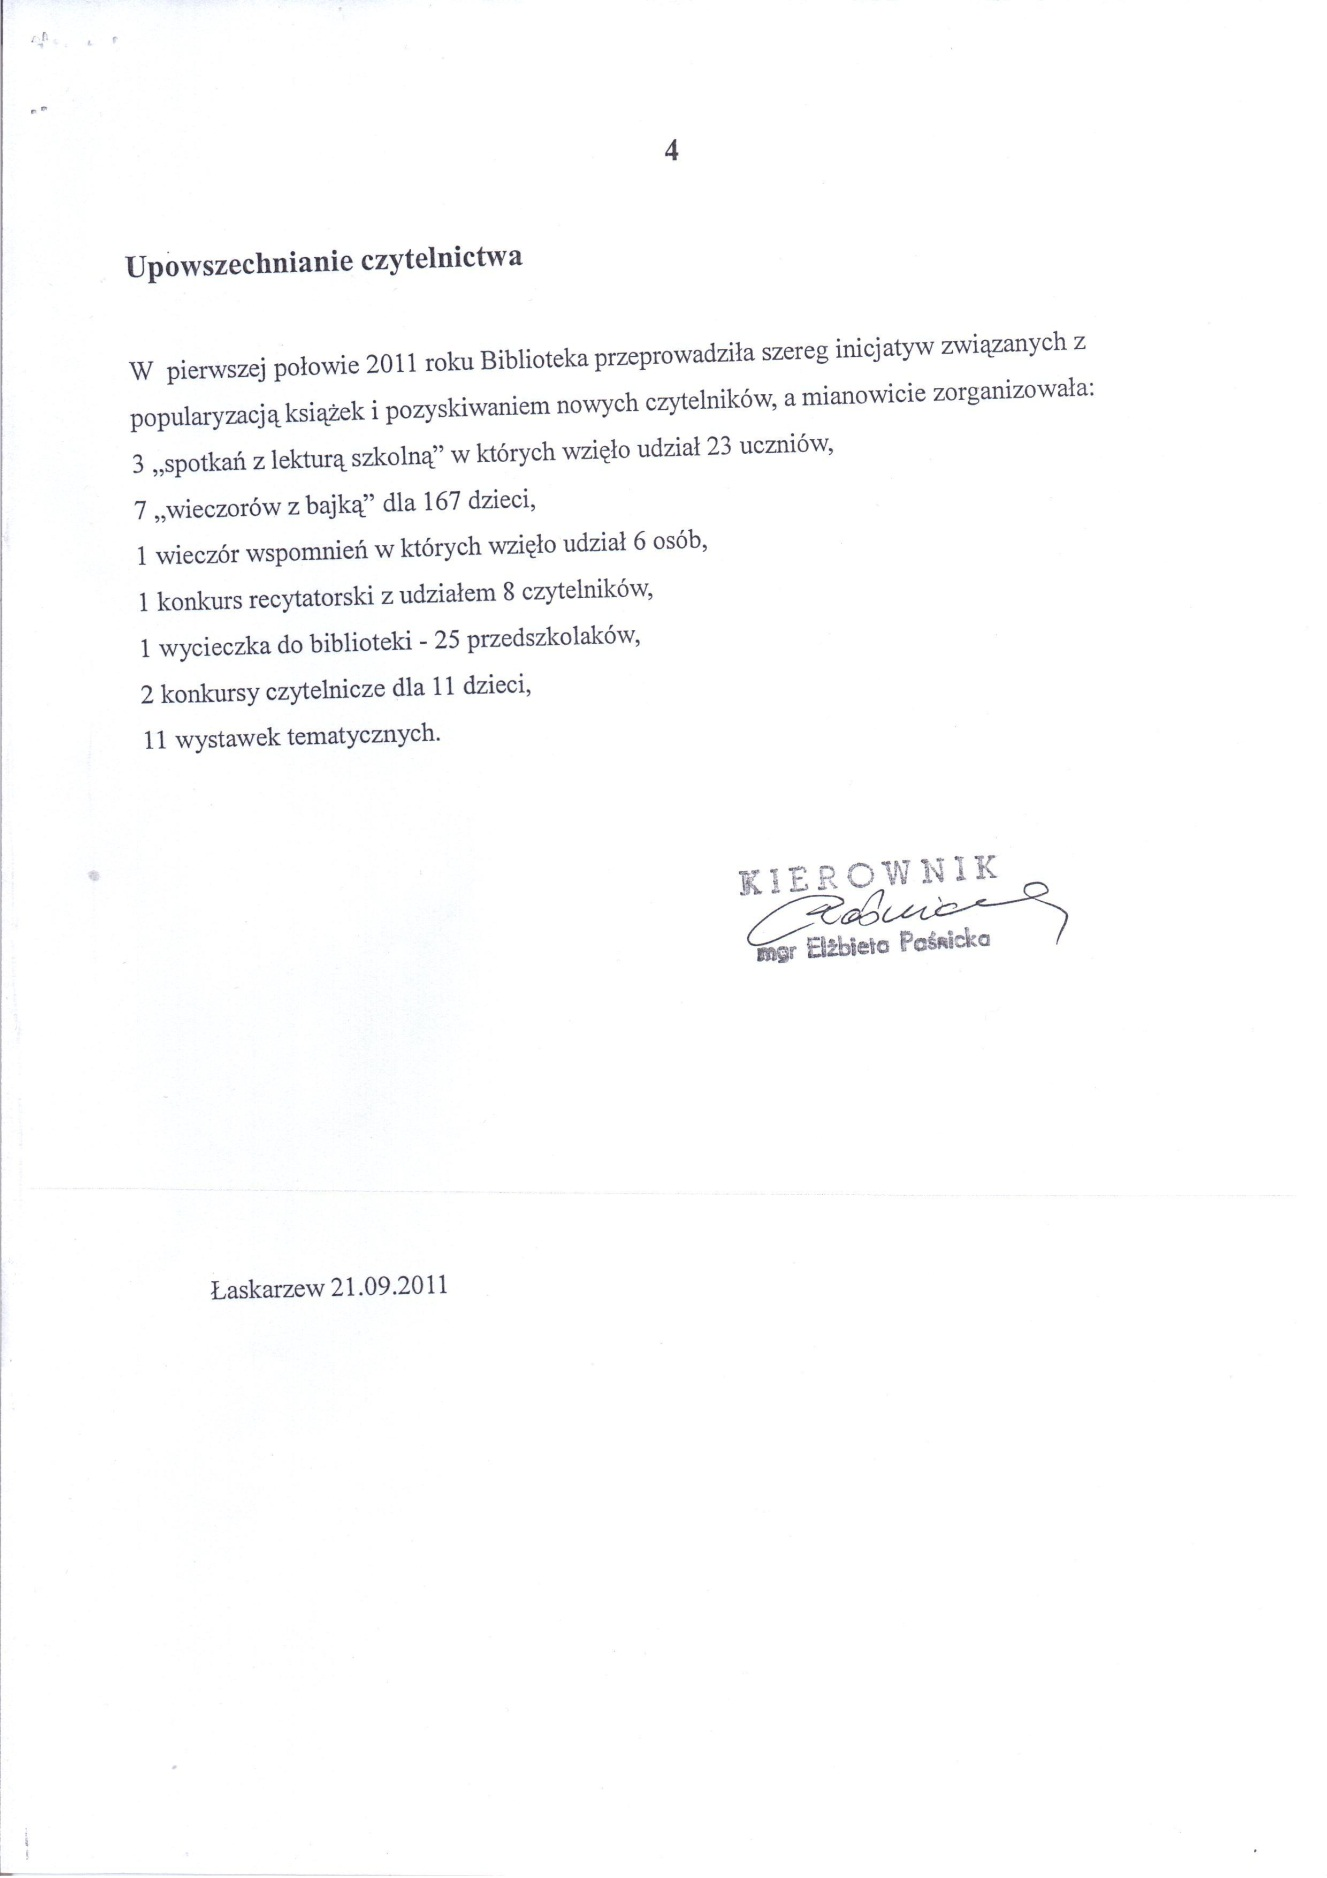 4
Upowszechnianie czytelnictwa
W pierwszej połowie 2011 roku Biblioteka przeprowadziła szereg inicjatyw związanych z
popularyzacją książek i pozyskiwaniem nowych czytelników, a mianowicie zorganizowała:
3 „spotkań z lekturą szkolną” w których wzięło udział 23 uczniów,
7 „wieczorów z bajką” dla 167 dzieci,
1 wieczór wspomnień w których wzięło udział 6 osób,
1 konkurs recytatorski z udziałem 8 czytelników,
1 wycieczka do biblioteki - 25 przedszkolaków,
2 konkursy czytelnicze dla 11 dzieci,
11 wystawek tematycznych.
KIEROWNIK
mgr Elżbieta Paśnicka
Łaskarzew 21.09.2011